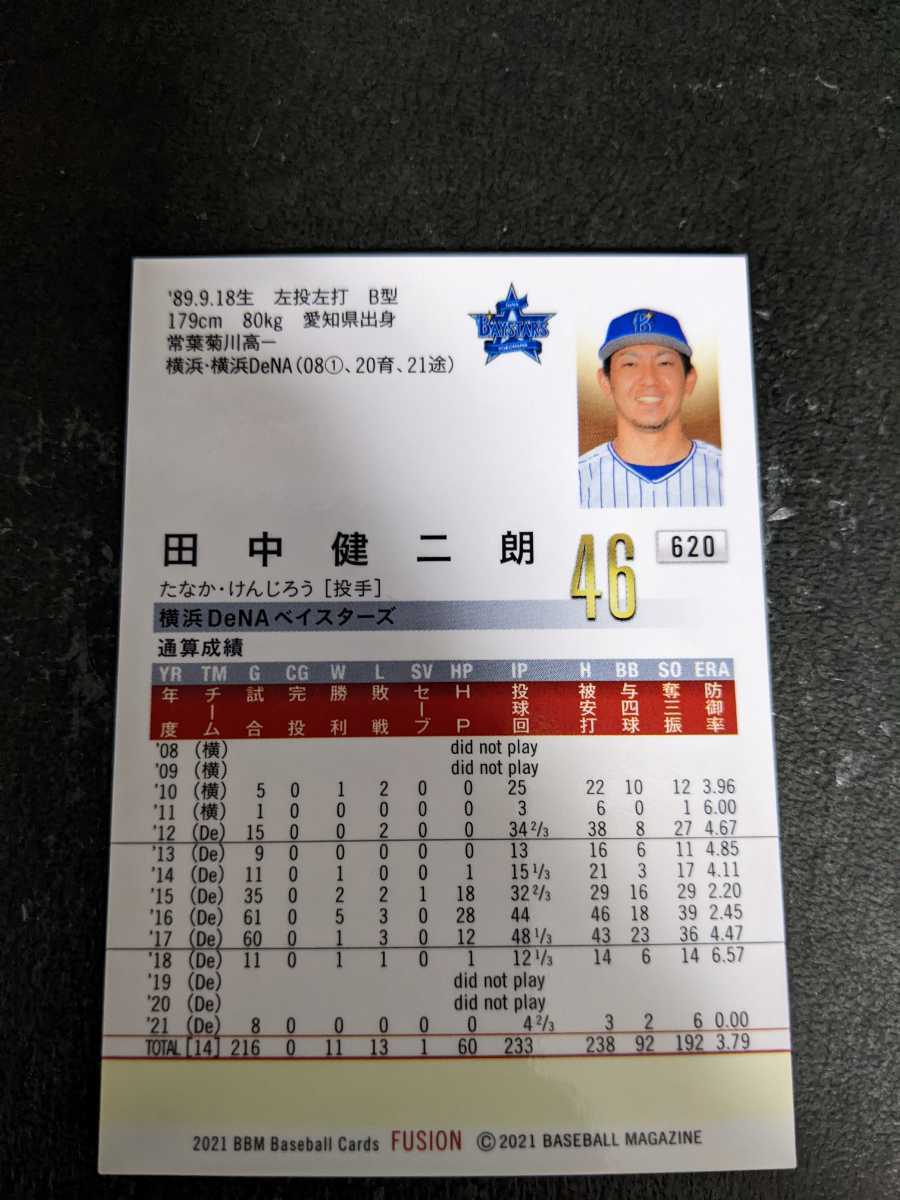 '89.9.18生 左投左打 B型
179cm 80kg 愛知県出身
常葉菊川高ー
横浜・横浜DeNA(08①、20育、21途)
BAYSTARS
B
田中健二朗 46 620
たなか・けんじろう[投手]
横浜DeNAベイスターズ
通算成績
YR TM G CG W L SV HP IP H BB SO ERA
年度 チーム 試合 完投 勝利 敗戦 セーブ HP 投球回 被安打 与四球 奪三振 防御率
'08 (横) did not play
'09 (横) did not play
'10 (横) 5 0 1 2 0 0 25 22 10 12 3.96
'11 (横) 1 0 0 0 0 0 3 6 0 1 6.00
'12 (De) 15 0 0 2 0 0 34 2/3 38 8 27 4.67
'13 (De) 9 0 0 0 0 0 13 16 6 11 4.85
'14 (De) 11 0 1 0 0 1 15 1/3 21 3 17 4.11
'15 (De) 35 0 2 2 1 18 32 2/3 29 16 29 2.20
'16 (De) 61 0 5 3 0 28 44 46 18 39 2.45
'17 (De) 60 0 1 3 0 12 48 1/3 43 23 36 4.47
'18 (De) 11 0 1 1 0 1 12 1/3 14 6 14 6.57
'19 (De) did not play
'20 (De) did not play
'21 (De) 8 0 0 0 0 0 4 2/3 3 2 6 0.00
TOTAL [14] 216 0 11 13 1 60 233 238 92 192 3.79
2021 BBM Baseball Cards FUSION ©2021 BASEBALL MAGAZINE